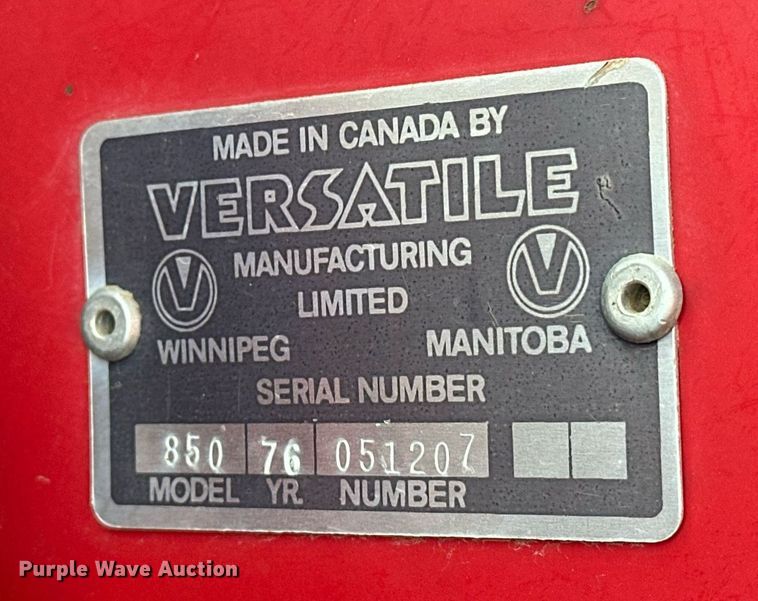 MADE IN CANADA BY
VERSATILE
MANUFACTURING
LIMITED
WINNIPEG MANITOBA
SERIAL NUMBER
850 76 051207
MODEL YR. NUMBER
Purple Wave Auction